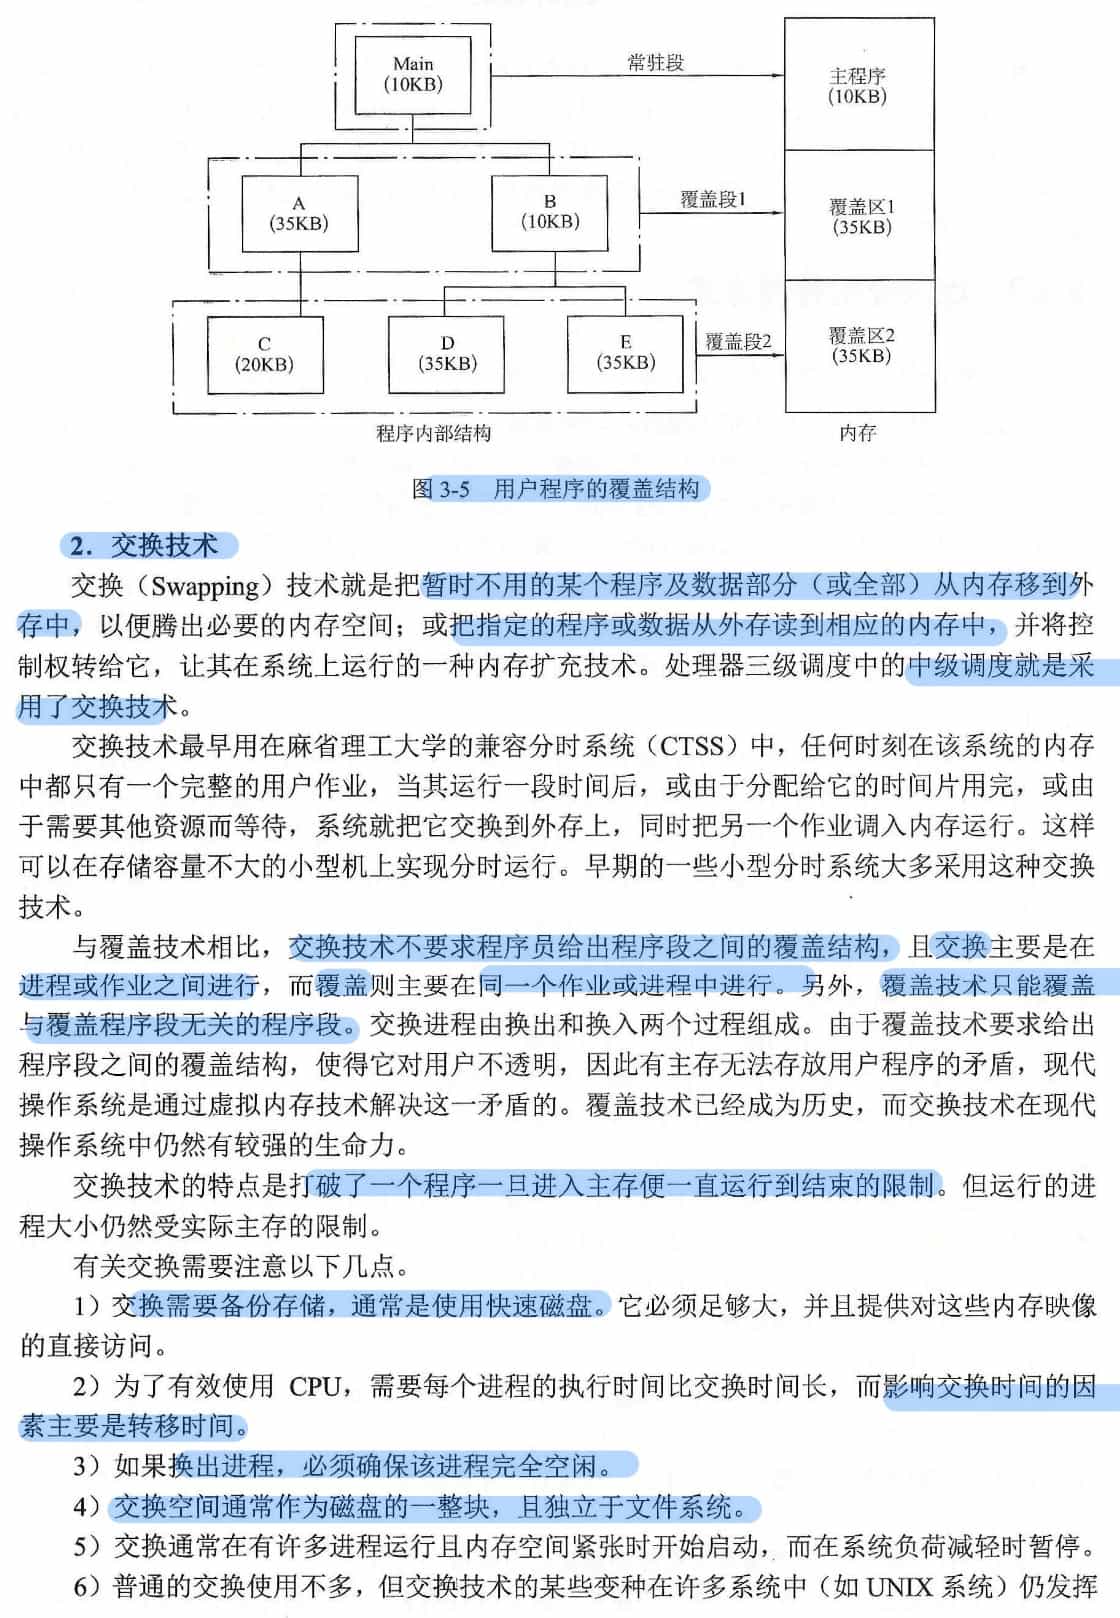 Main
(10KB)
常驻段
主程序
(10KB)
A
(35KB)
B
(10KB)
覆盖段1
覆盖区1
(35KB)
C
(20KB)
D
(35KB)
E
(35KB)
覆盖段2
覆盖区2
(35KB)
程序内部结构
内存
图 3-5 用户程序的覆盖结构
2. 交换技术
交换（Swapping）技术就是把暂时不用的某个程序及数据部分（或全部）从内存移到外
存中，以便腾出必要的内存空间；或把指定的程序或数据从外存读到相应的内存中，并将控
制权转给它，让其在系统上运行的一种内存扩充技术。处理器三级调度中的中级调度就是采
用了交换技术。
交换技术最早用在麻省理工大学的兼容分时系统（CTSS）中，任何时刻在该系统的内存
中都只有一个完整的用户作业，当其运行一段时间后，或由于分配给它的时间片用完，或由
于需要其他资源而等待，系统就把它交换到外存上，同时把另一个作业调入内存运行。这样
可以在存储容量不大的小型机上实现分时运行。早期的一些小型分时系统大多采用这种交换
技术。
与覆盖技术相比，交换技术不要求程序员给出程序段之间的覆盖结构，且交换主要是在
进程或作业之间进行，而覆盖则主要在同一个作业或进程中进行。另外，覆盖技术只能覆盖
与覆盖程序段无关的程序段。交换进程由换出和换入两个过程组成。由于覆盖技术要求给出
程序段之间的覆盖结构，使得它对用户不透明，因此有主存无法存放用户程序的矛盾，现代
操作系统是通过虚拟内存技术解决这一矛盾的。覆盖技术已经成为历史，而交换技术在现代
操作系统中仍然有较强的生命力。
交换技术的特点是打破了一个程序一旦进入主存便一直运行到结束的限制。但运行的进
程大小仍然受实际主存的限制。
有关交换需要注意以下几点。
1）交换需要备份存储，通常是使用快速磁盘。它必须足够大，并且提供对这些内存映像
的直接访问。
2）为了有效使用 CPU，需要每个进程的执行时间比交换时间长，而影响交换时间的因
素主要是转移时间。
3）如果换出进程，必须确保该进程完全空闲。
4）交换空间通常作为磁盘的一整块，且独立于文件系统。
5）交换通常在有许多进程运行且内存空间紧张时开始启动，而在系统负荷减轻时暂停。
6）普通的交换使用不多，但交换技术的某些变种在许多系统中（如 UNIX 系统）仍发挥